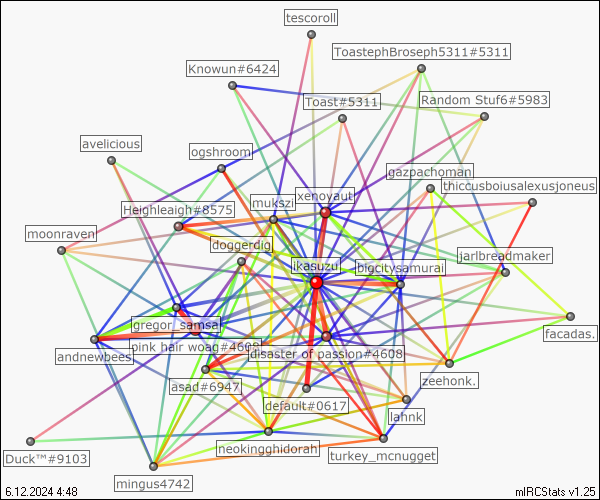 tescoroll
ToastephBroseph5311#5311
Knowun#6424
Toast#5311
Random Stuf6#5983
avelicious
ogshroom
gazpachoman
thiccusboiusalexusjoneus
xenoyaut
mukszi
Heighleaigh#8575
moonraven
doggerdig
jarlbreadmaker
ikasuzu
bigcitysamurai
gregor_samsa
facadas.
pink hair woag#4606
andnewbees
disaster of passion#4608
asad#6947
zeehonk.
default#0617
lahnk
neokingghidorah
turkey_mcnugget
Duck™#9103
mingus4742
6.12.2024 4:48
mIRCStats v1.25